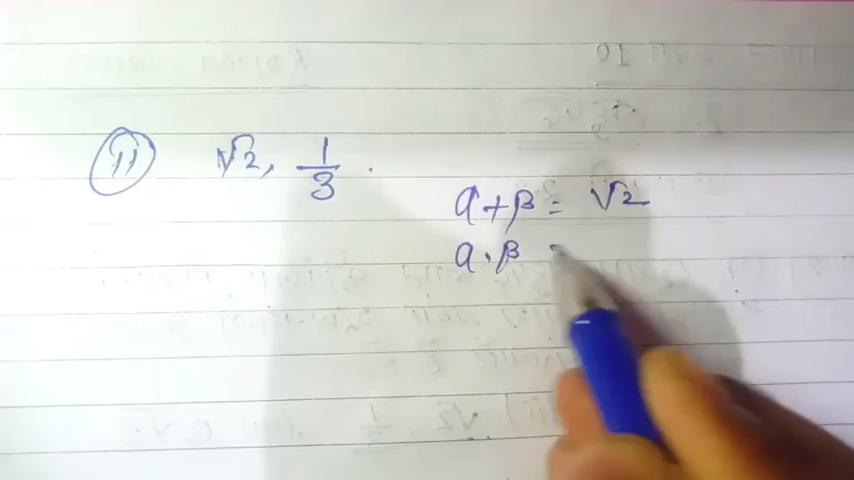 (ii) √2, 1/3.
α+β = √2
α.β =